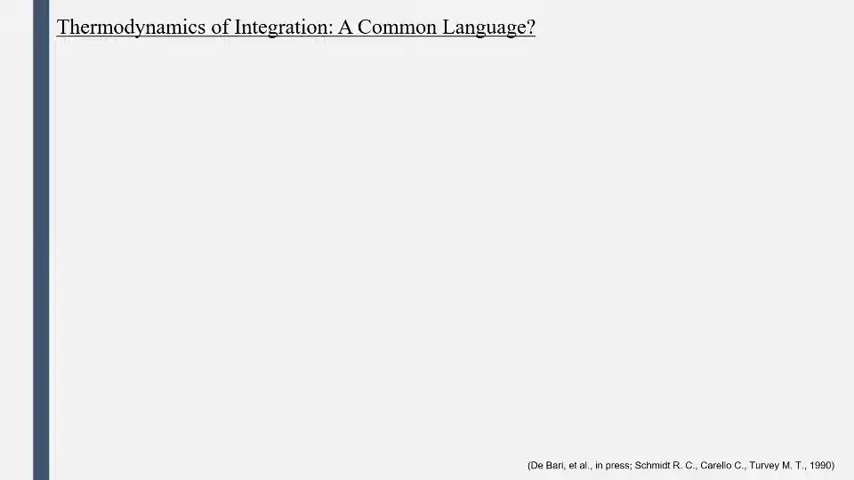 Thermodynamics of Integration: A Common Language?
(De Bari, et al., in press; Schmidt R. C., Carello C., Turvey M. T., 1990)